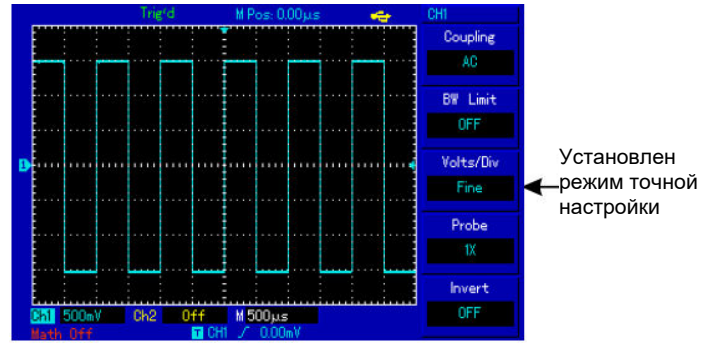 Trig'd M Pos: 0.00μs CH1
Coupling
AC
BW Limit
OFF
Volts/Div
Fine
Probe
1X
Invert
OFF
1
Ch1 500mV Ch2 Off M 500μs
Math Off T CH1 0.00mV
Установлен
режим точной
настройки